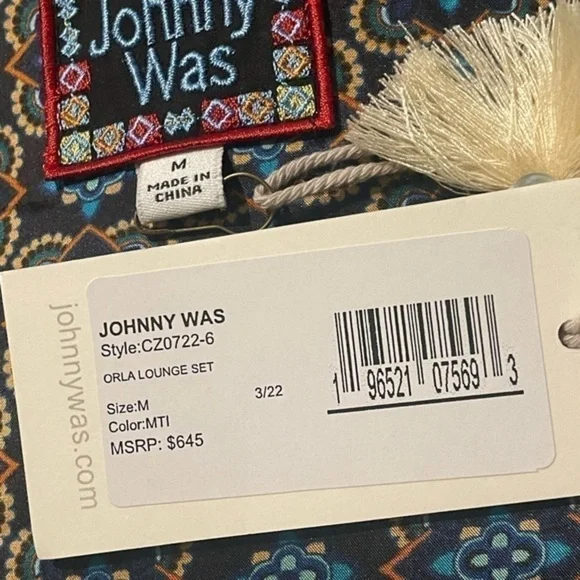 Johnny
Was
M
MADE IN
CHINA
johnnywas.com
JOHNNY WAS
Style:CZ0722-6
ORLA LOUNGE SET
3/22
Size:M
Color:MTI
MSRP: $645
1 96521 07569 3